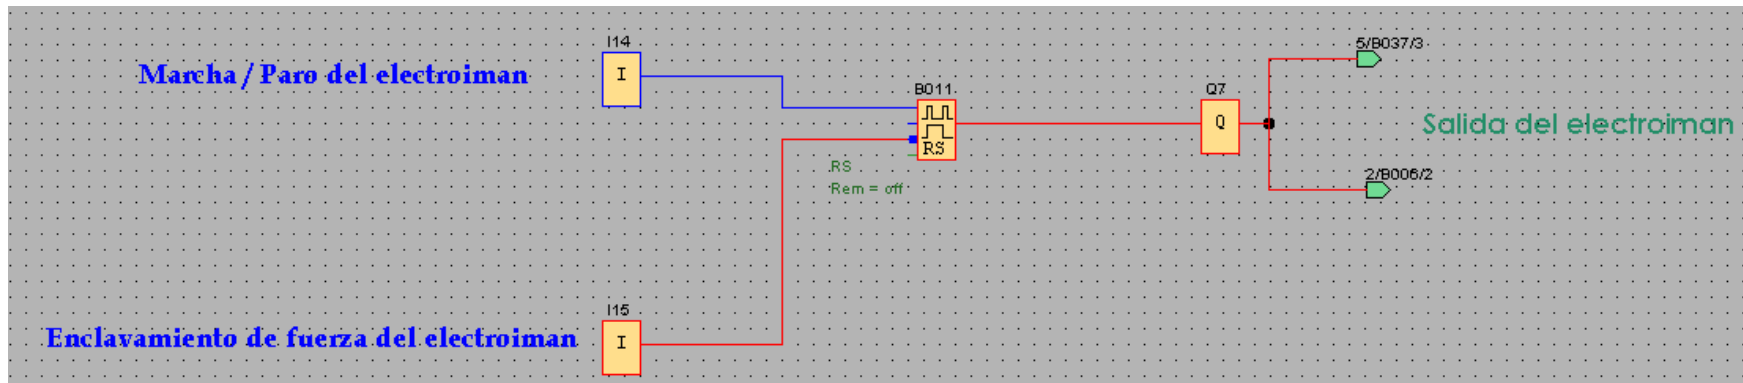 I14
5/B037/3
Marcha / Paro del electroiman
I
B011
Q7
RS
Q
Salida del electroiman
RS
2/B006/2
Rem = off
I15
Enclavamiento de fuerza del electroiman
I